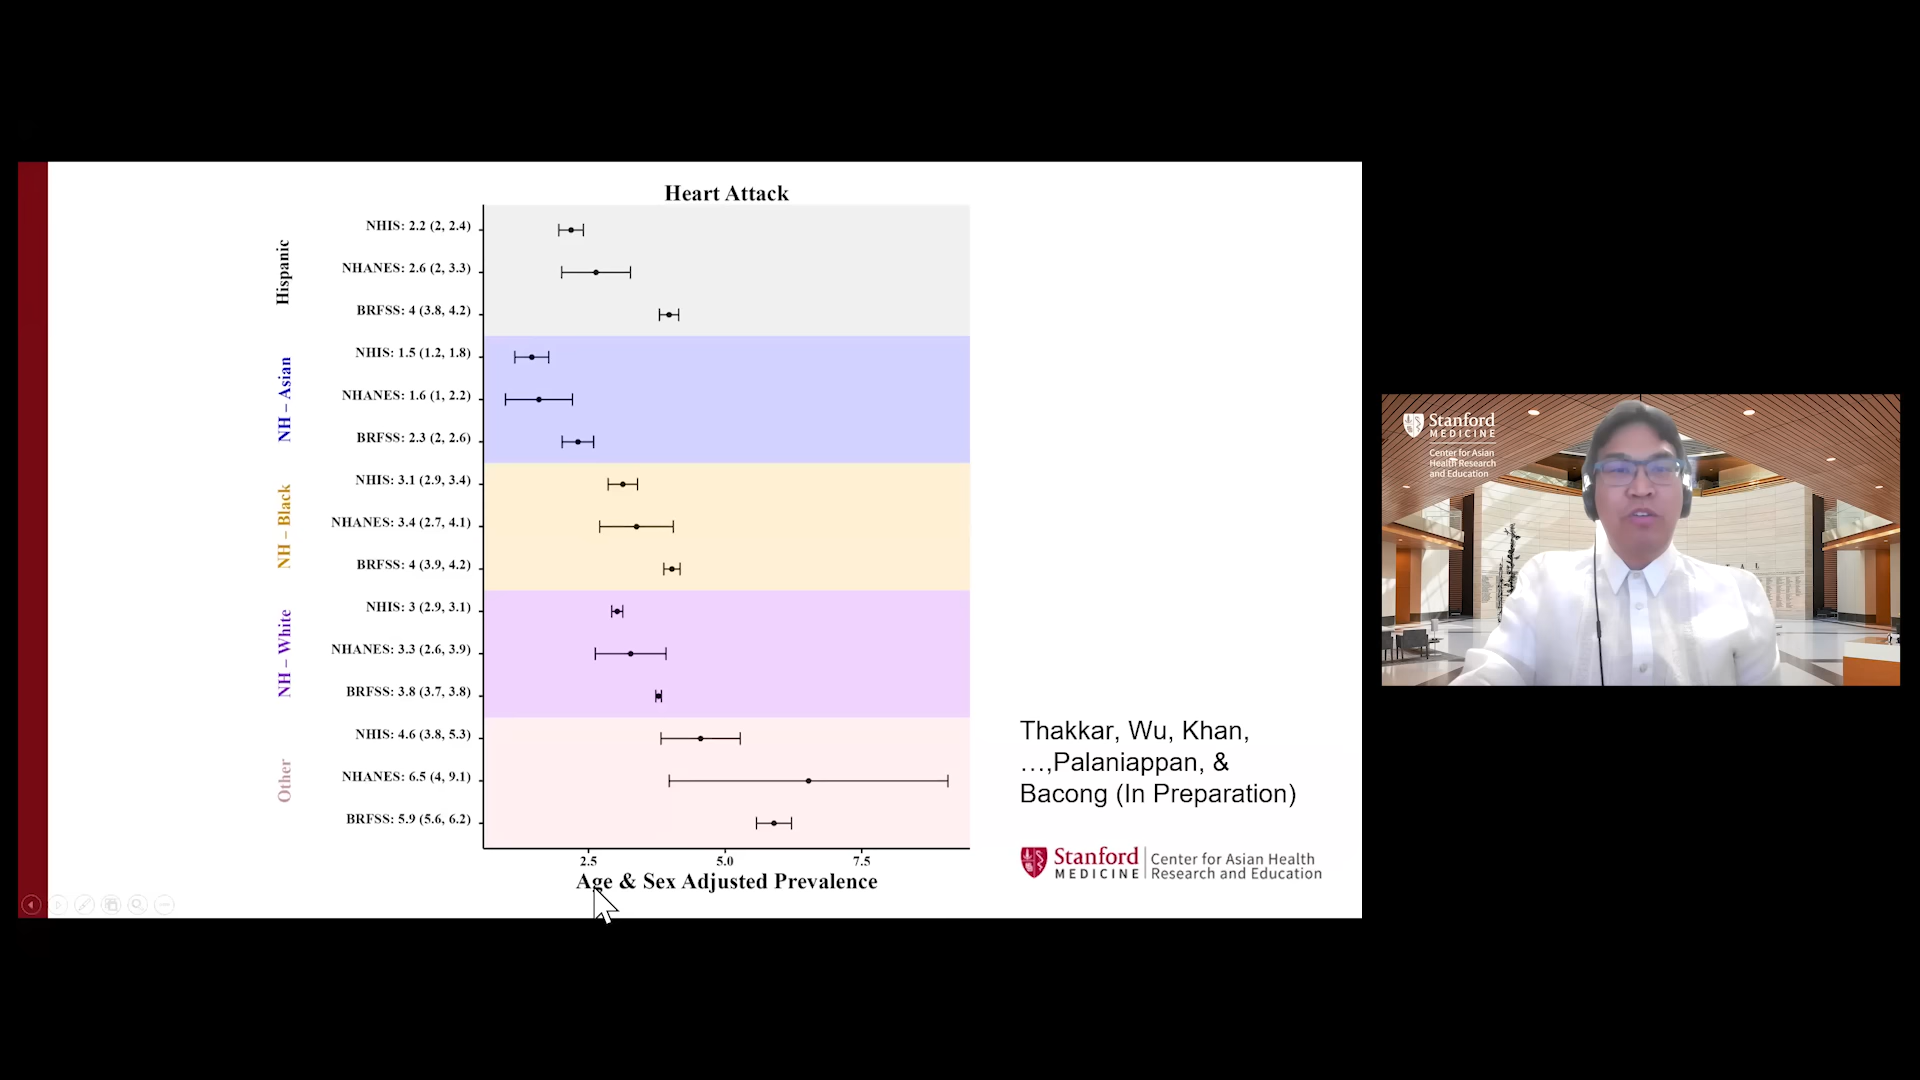 Heart Attack
Hispanic
NHIS: 2.2 (2, 2.4)
NHANES: 2.6 (2, 3.3)
BRFSS: 4 (3.8, 4.2)
NH – Asian
NHIS: 1.5 (1.2, 1.8)
NHANES: 1.6 (1, 2.2)
BRFSS: 2.3 (2, 2.6)
NH – Black
NHIS: 3.1 (2.9, 3.4)
NHANES: 3.4 (2.7, 4.1)
BRFSS: 4 (3.9, 4.2)
NH – White
NHIS: 3 (2.9, 3.1)
NHANES: 3.3 (2.6, 3.9)
BRFSS: 3.8 (3.7, 3.8)
Other
NHIS: 4.6 (3.8, 5.3)
NHANES: 6.5 (4, 9.1)
BRFSS: 5.9 (5.6, 6.2)
2.5 5.0 7.5
Age & Sex Adjusted Prevalence
Thakkar, Wu, Khan,
…,Palaniappan, &
Bacong (In Preparation)
Stanford
MEDICINE
Center for Asian Health
Research and Education
Stanford
MEDICINE
Center for Asian
Health Research
and Education